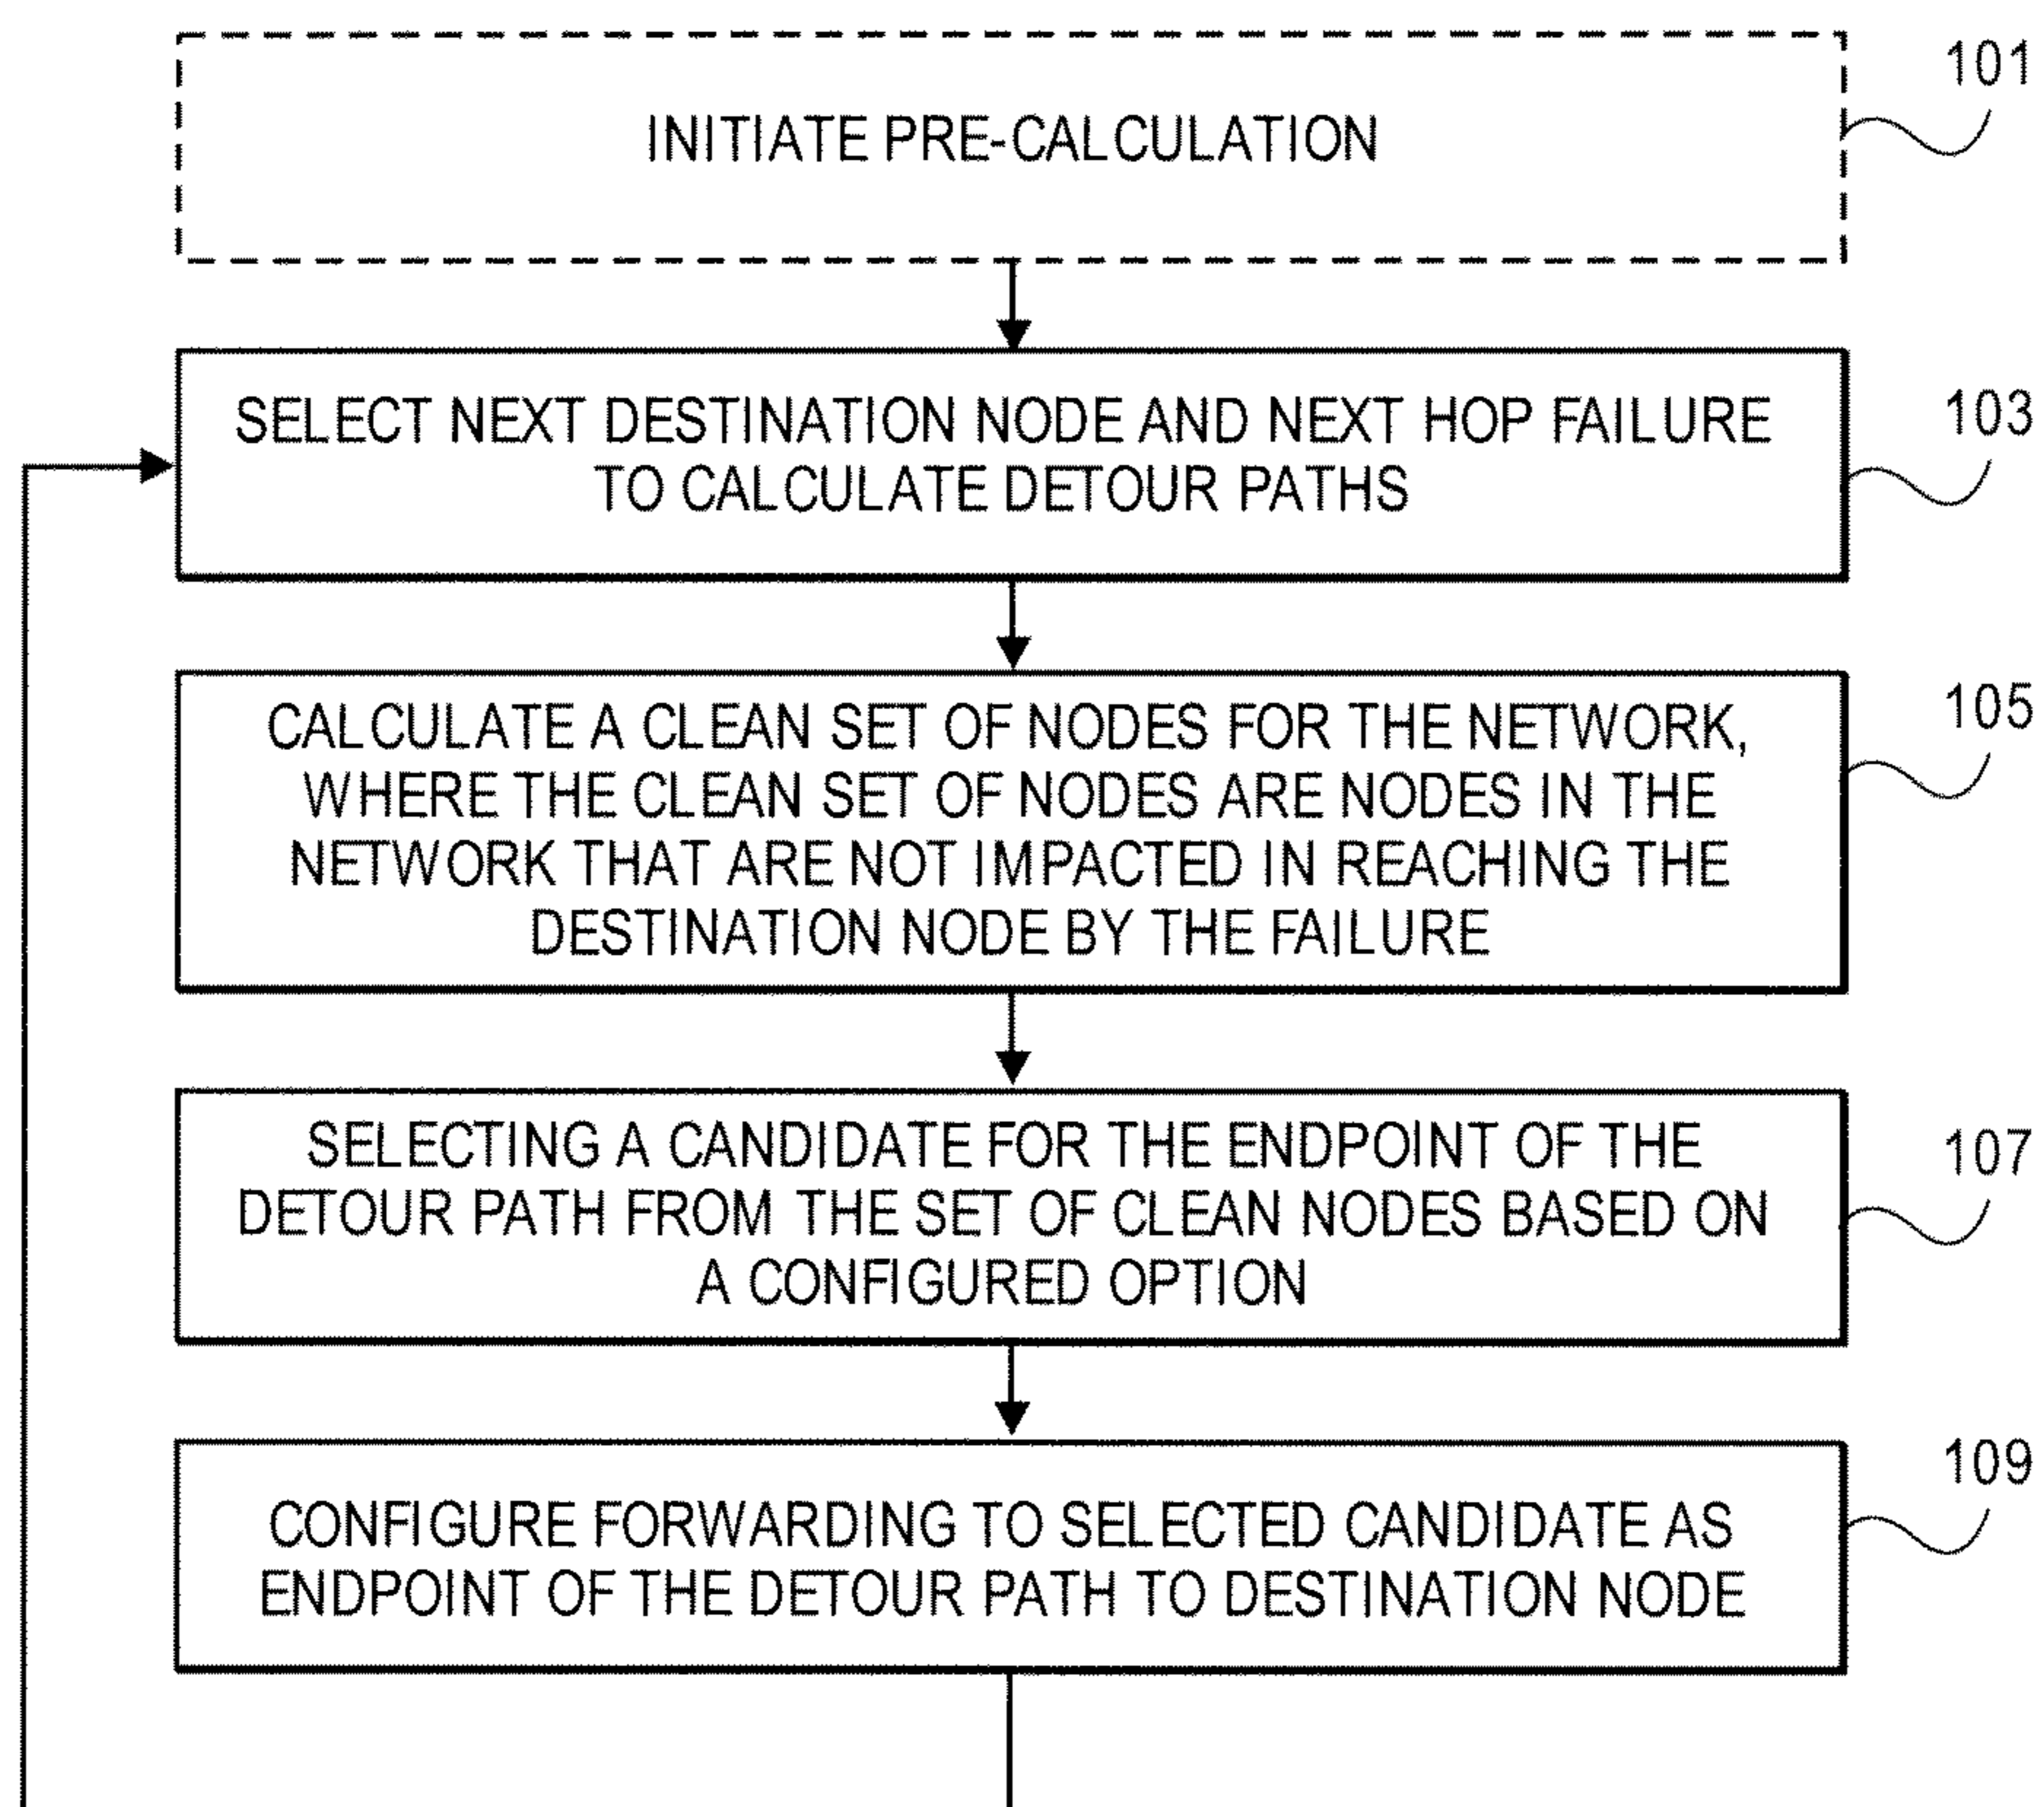 101
INITIATE PRE-CALCULATION
103
SELECT NEXT DESTINATION NODE AND NEXT HOP FAILURE
TO CALCULATE DETOUR PATHS
105
CALCULATE A CLEAN SET OF NODES FOR THE NETWORK,
WHERE THE CLEAN SET OF NODES ARE NODES IN THE
NETWORK THAT ARE NOT IMPACTED IN REACHING THE
DESTINATION NODE BY THE FAILURE
107
SELECTING A CANDIDATE FOR THE ENDPOINT OF THE
DETOUR PATH FROM THE SET OF CLEAN NODES BASED ON
A CONFIGURED OPTION
109
CONFIGURE FORWARDING TO SELECTED CANDIDATE AS
ENDPOINT OF THE DETOUR PATH TO DESTINATION NODE